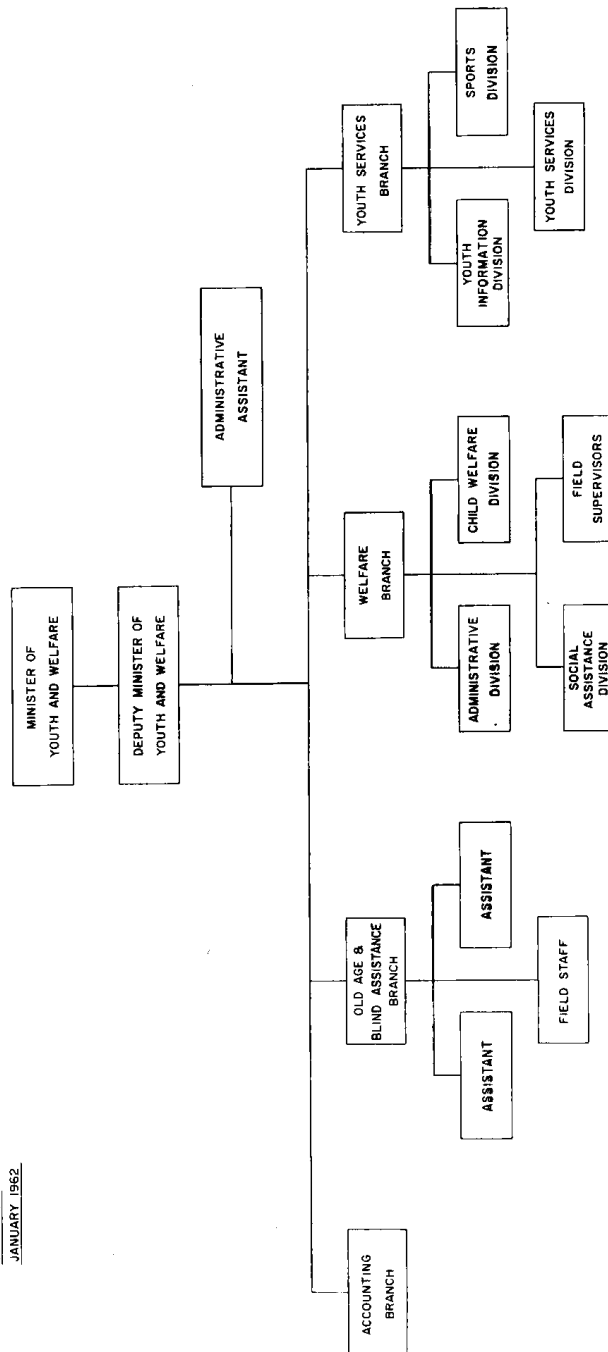 JANUARY 1962
MINISTER OF
YOUTH AND WELFARE
DEPUTY MINISTER OF
YOUTH AND WELFARE
ADMINISTRATIVE
ASSISTANT
ACCOUNTING
BRANCH
OLD AGE &
BLIND ASSISTANCE
BRANCH
WELFARE
BRANCH
YOUTH SERVICES
BRANCH
ASSISTANT
ASSISTANT
ADMINISTRATIVE
DIVISION
CHILD WELFARE
DIVISION
YOUTH
INFORMATION
DIVISION
SPORTS
DIVISION
FIELD STAFF
SOCIAL
ASSISTANCE
DIVISION
FIELD
SUPERVISORS
YOUTH SERVICES
DIVISION